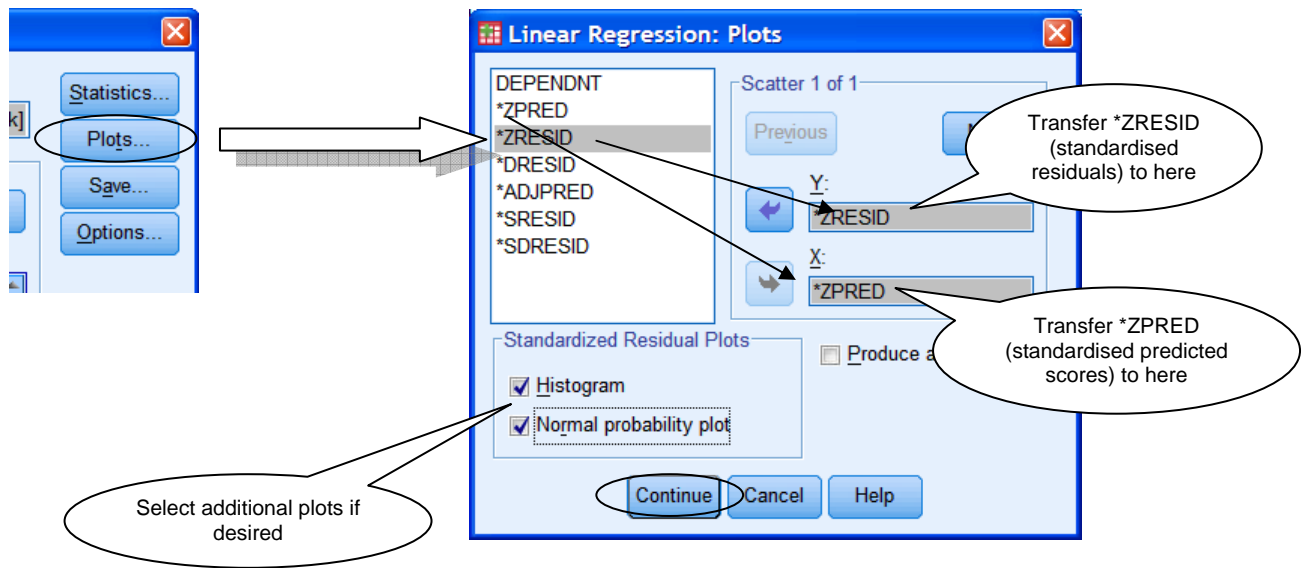 k]
Statistics...
Plots...
Save...
Options...
Linear Regression: Plots
DEPENDNT
*ZPRED
*ZRESID
*DRESID
*ADJPRED
*SRESID
*SDRESID
Scatter 1 of 1
Previous
Y:
*ZRESID
X:
*ZPRED
Transfer *ZRESID
(standardised
residuals) to here
Transfer *ZPRED
(standardised predicted
scores) to here
Standardized Residual Plots
Histogram
Normal probability plot
Produce a
Select additional plots if
desired
Continue
Cancel
Help